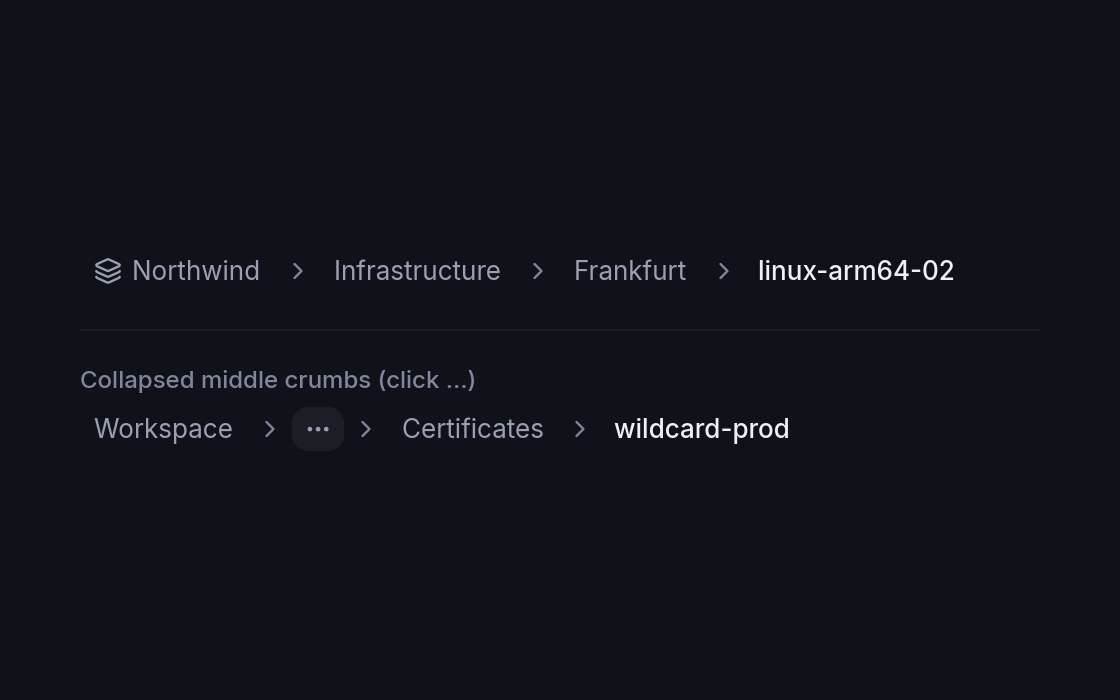 Northwind > Infrastructure > Frankfurt > linux-arm64-02
Collapsed middle crumbs (click ...)
Workspace > ... > Certificates > wildcard-prod